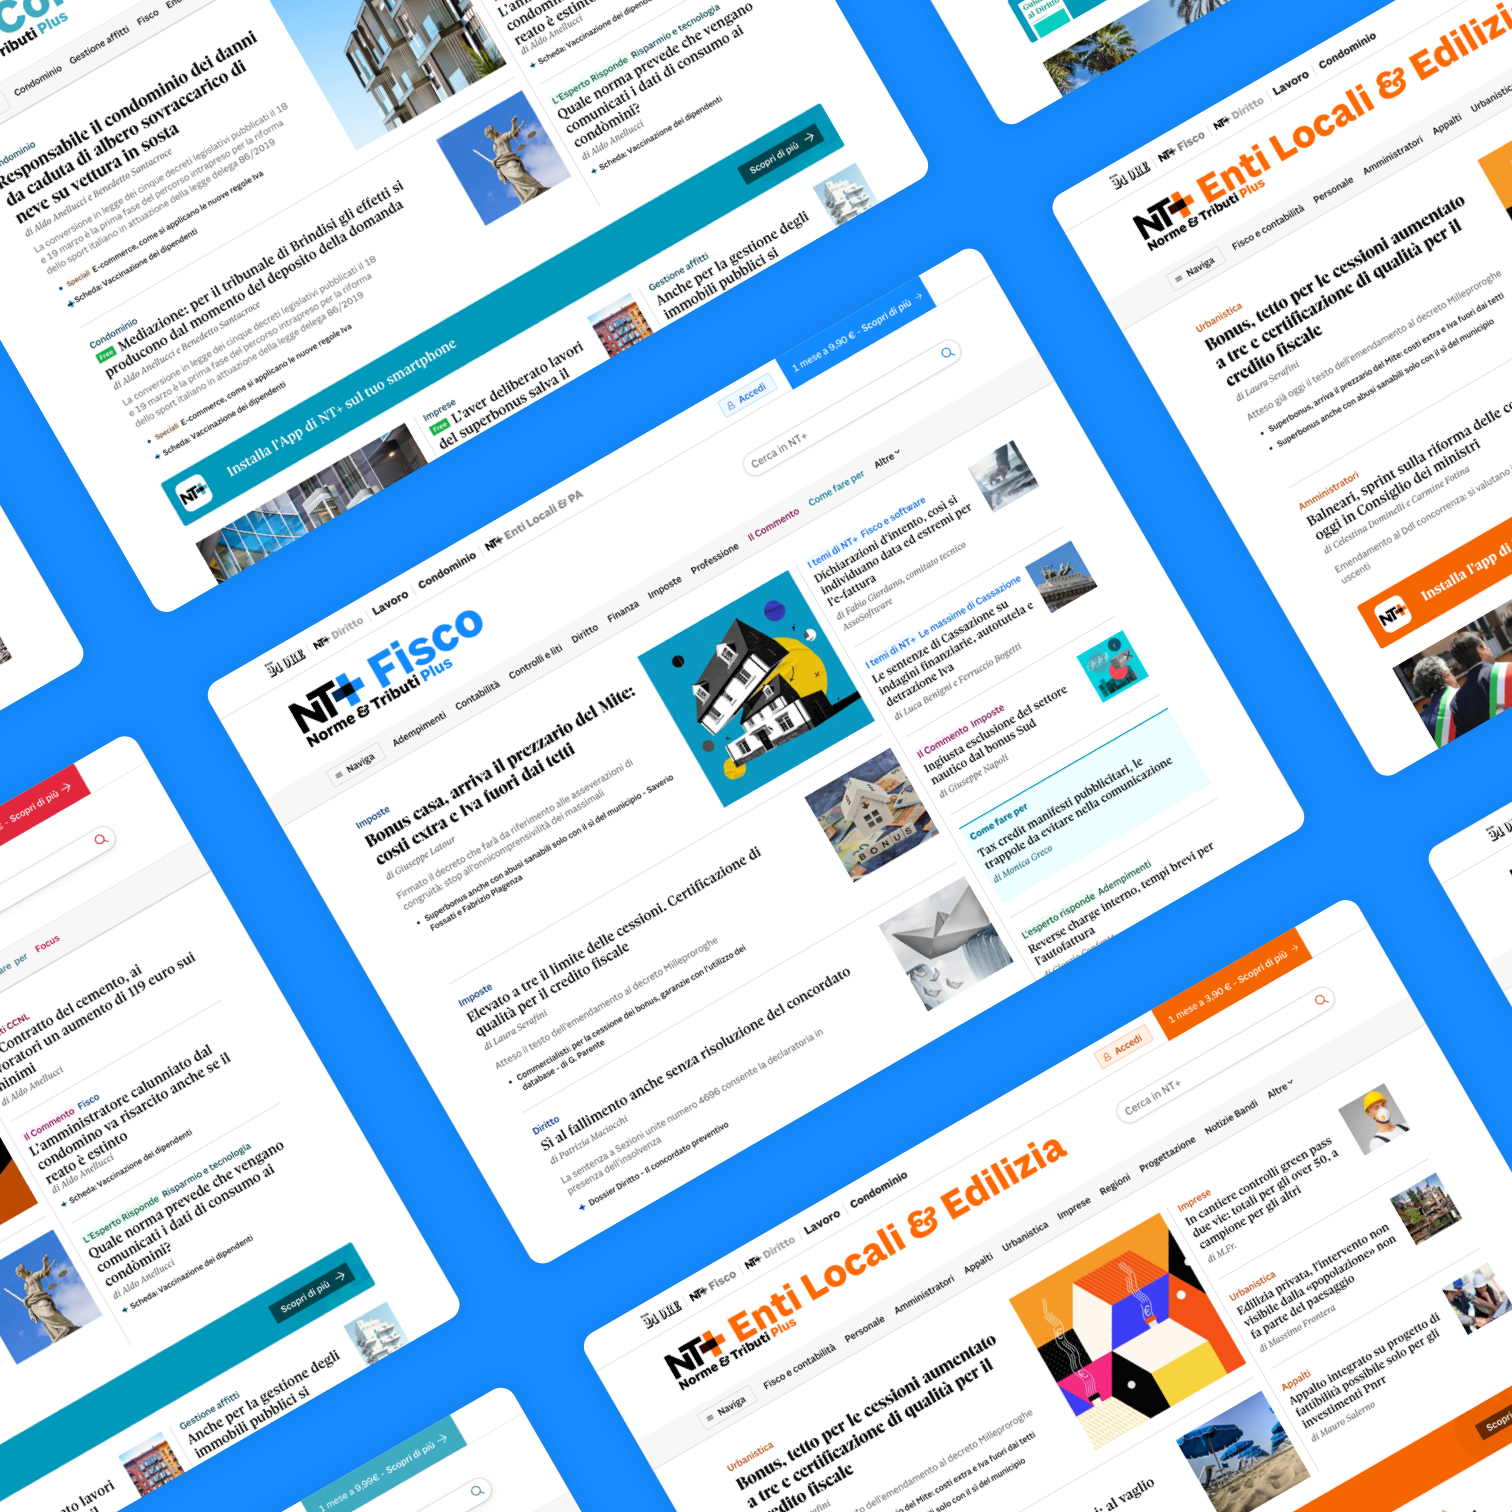 Tributi Plus
Condominio
Gestione affitti
Fisco
Responsabile il condominio dei danni
da caduta di albero sovraccarico di
neve su vettura in sosta
di Aldo Anellucci e Benedetto Santacroce
La conversione in legge dei cinque decreti legislativi pubblicati il 18
e 19 marzo è la prima fase del percorso intrapreso per la riforma
dello sport italiano in attuazione della legge delega 86/2019
Speciali E-commerce, come si applicano le nuove regole Iva
Scheda: Vaccinazione dei dipendenti
Condominio
Free Mediazione: per il tribunale di Brindisi gli effetti si
producono dal momento del deposito della domanda
di Aldo Anellucci e Benedetto Santacroce
La conversione in legge dei cinque decreti legislativi pubblicati il 18
e 19 marzo è la prima fase del percorso intrapreso per la riforma
dello sport italiano in attuazione della legge delega 86/2019
Speciali E-commerce, come si applicano le nuove regole Iva
Scheda: Vaccinazione dei dipendenti
reato è estinto
di Aldo Anellucci
Scheda: Vaccinazione dei dipendenti
L'Esperto Risponde Risparmio e tecnologia
Quale norma prevede che vengano
comunicati i dati di consumo ai
condòmini?
di Aldo Anellucci
Scheda: Vaccinazione dei dipendenti
NT+
Installa l'App di NT+ sul tuo smartphone
Scopri di più
Imprese
Free L'aver deliberato lavori
del superbonus salva il
Gestione affitti
Anche per la gestione degli
immobili pubblici si
al Diritto
24 ORE
NT+ Fisco
NT+ Diritto
Lavoro
Condominio
NT+ Enti Locali & Edilizi
Norme & Tributi Plus
Naviga
Fisco e contabilità
Personale
Amministratori
Appalti
Urbanistica
Bonus, tetto per le cessioni aumentato
a tre e certificazione di qualità per il
credito fiscale
di Laura Serafini
Atteso già oggi il testo dell'emendamento al decreto Milleproroghe
Superbonus, arriva il prezzario del Mite: costi extra e Iva fuori dai tetti
Superbonus anche con abusi sanabili solo con il sì del municipio
Amministratori
Balneari, sprint sulla riforma delle
oggi in Consiglio dei ministri
di Celestina Dominelli e Carmine Fotina
Emendamento al Ddl concorrenza: si valutano
uscenti
NT+
Installa l'app di
24 ORE
NT+ Diritto
Lavoro
Condominio
NT+ Enti Locali & PA
Accedi
1 mese a 9,90 € - Scopri di più
NT+ Fisco
Norme & Tributi Plus
Cerca in NT+
Naviga
Adempimenti
Contabilità
Controlli e liti
Diritto
Finanza
Imposte
Professione
Il Commento
Come fare per
Altre
Imposte
Bonus casa, arriva il prezzario del Mite:
costi extra e Iva fuori dai tetti
di Giuseppe Latour
Firmato il decreto che farà da riferimento alle asseverazioni di
congruità: stop all'onnicomprensività dei massimali
Superbonus anche con abusi sanabili solo con il sì del municipio - Saverio
Fossati e Fabrizio Plagenza
Imposte
Elevato a tre il limite delle cessioni. Certificazione di
qualità per il credito fiscale
di Laura Serafini
Atteso il testo dell'emendamento al decreto Milleproroghe
Commercialisti: per la cessione dei bonus, garanzie con l'utilizzo dei
database - di G. Parente
BONUS
Diritto
Sì al fallimento anche senza risoluzione del concordato
di Patrizia Maciocchi
La sentenza a Sezioni unite numero 4696 consente la declaratoria in
presenza dell'insolvenza
Dossier Diritto - Il concordato preventivo
I temi di NT+ Fisco e software
Dichiarazioni d'intento, così si
individuano data ed estremi per
l'e-fattura
di Fabio Giordano, comitato tecnico
AssoSoftware
I temi di NT+ Le massime di Cassazione
Le sentenze di Cassazione su
indagini finanziarie, autotutela e
detrazione Iva
di Luca Benigni e Ferruccio Bogetti
Il Commento Imposte
Ingiusta esclusione del settore
nautico dal bonus Sud
di Giuseppe Napoli
Come fare per
Tax credit manifesti pubblicitari, le
trappole da evitare nella comunicazione
di Monica Greco
L'esperto risponde Adempimenti
Reverse charge interno, tempi brevi per
l'autofattura
- Scopri di più
are per
Focus
CCNL
Contratto del cemento, ai
voratori un aumento di 119 euro sui
minimi
di Aldo Anellucci
Il Commento Fisco
L'amministratore calunniato dal
condomino va risarcito anche se il
reato è estinto
di Aldo Anellucci
Scheda: Vaccinazione dei dipendenti
L'Esperto Risponde Risparmio e tecnologia
Quale norma prevede che vengano
comunicati i dati di consumo ai
condòmini?
di Aldo Anellucci
Scheda: Vaccinazione dei dipendenti
Scopri di più
Gestione affitti
Anche per la gestione degli
immobili pubblici si
ato lavori
1 mese a 9,99€ - Scopri di più
24 ORE
NT+ Fisco
NT+ Diritto
Lavoro
Condominio
Accedi
1 mese a 3,90 € - Scopri di più
NT+ Enti Locali & Edilizia
Norme & Tributi Plus
Cerca in NT+
Naviga
Fisco e contabilità
Personale
Amministratori
Appalti
Urbanistica
Imprese
Regioni
Progettazione
Notizie Bandi
Altre
Urbanistica
Bonus, tetto per le cessioni aumentato
a tre e certificazione di qualità per il
credito fiscale
dell'emendamento al decreto Milleproroghe
del Mite: costi extra e Iva fuori dai tetti
sanabili solo con il sì del municipio
al vaglio
Imprese
In cantiere controlli green pass
due vie: totali per gli over 50, a
campione per gli altri
di M.Fr.
Urbanistica
Edilizia privata, l'intervento non
visibile dalla «popolazione» non
fa parte del paesaggio
di Massimo Frontera
Appalti
Appalto integrato su progetto di
fattibilità possibile solo per gli
investimenti Pnrr
di Mauro Salerno
Scopri
24 ORE